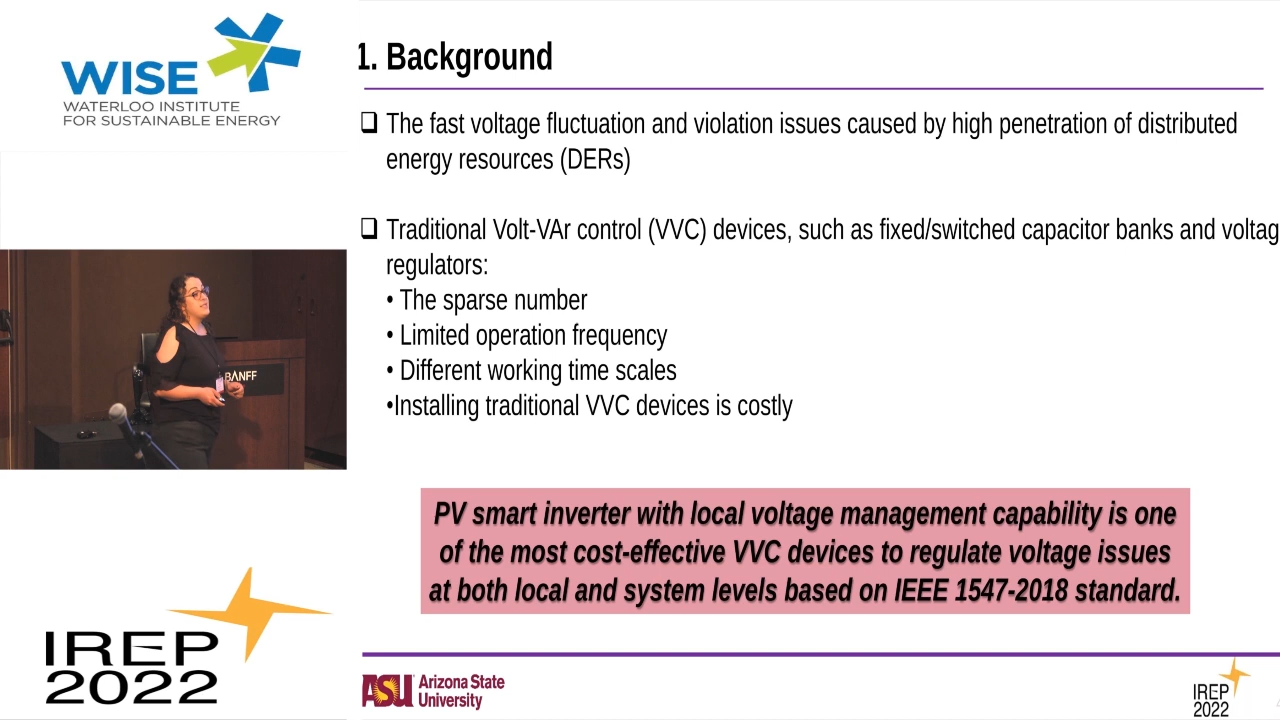 WISE
WATERLOO INSTITUTE
FOR SUSTAINABLE ENERGY
1. Background
❑ The fast voltage fluctuation and violation issues caused by high penetration of distributed
energy resources (DERs)
❑ Traditional Volt-VAr control (VVC) devices, such as fixed/switched capacitor banks and voltag
regulators:
• The sparse number
• Limited operation frequency
• Different working time scales
•Installing traditional VVC devices is costly
BANFF
PV smart inverter with local voltage management capability is one
of the most cost-effective VVC devices to regulate voltage issues
at both local and system levels based on IEEE 1547-2018 standard.
IREP
2022
ASU Arizona State
University
IREP
2022